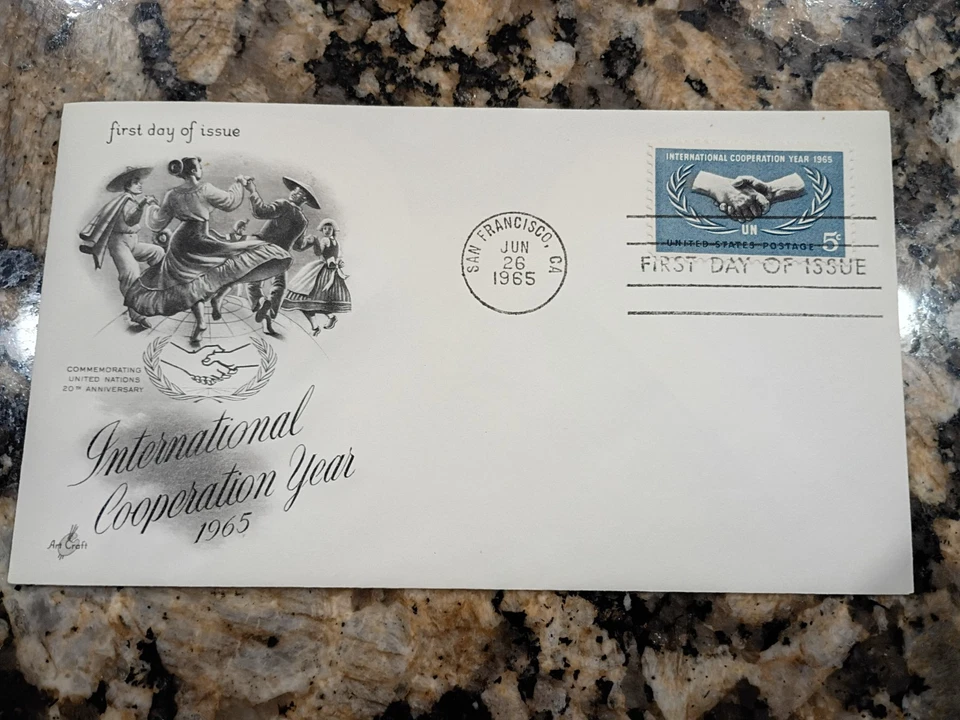 first day of issue
COMMEMORATING
UNITED NATIONS
20TH ANNIVERSARY
International
Cooperation Year
1965
Art Craft
SAN FRANCISCO, CA
JUN
26
1965
INTERNATIONAL COOPERATION YEAR 1965
UN
UNITED STATES POSTAGE 5c
FIRST DAY OF ISSUE